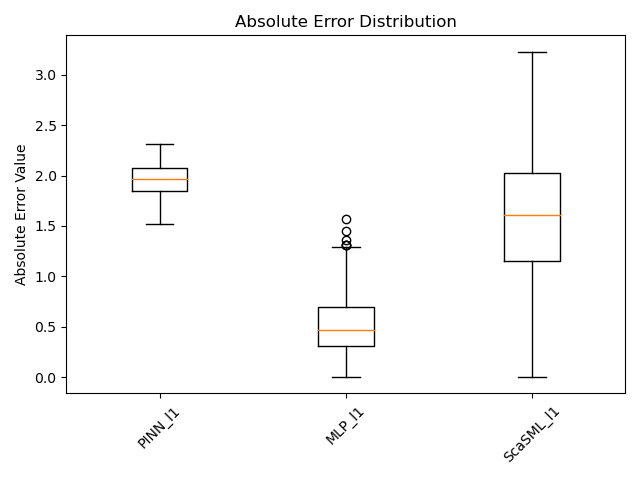 Absolute Error Distribution
Absolute Error Value
3.0
2.5
2.0
1.5
1.0
0.5
0.0
PINN_l1
MLP_l1
ScaSML_l1